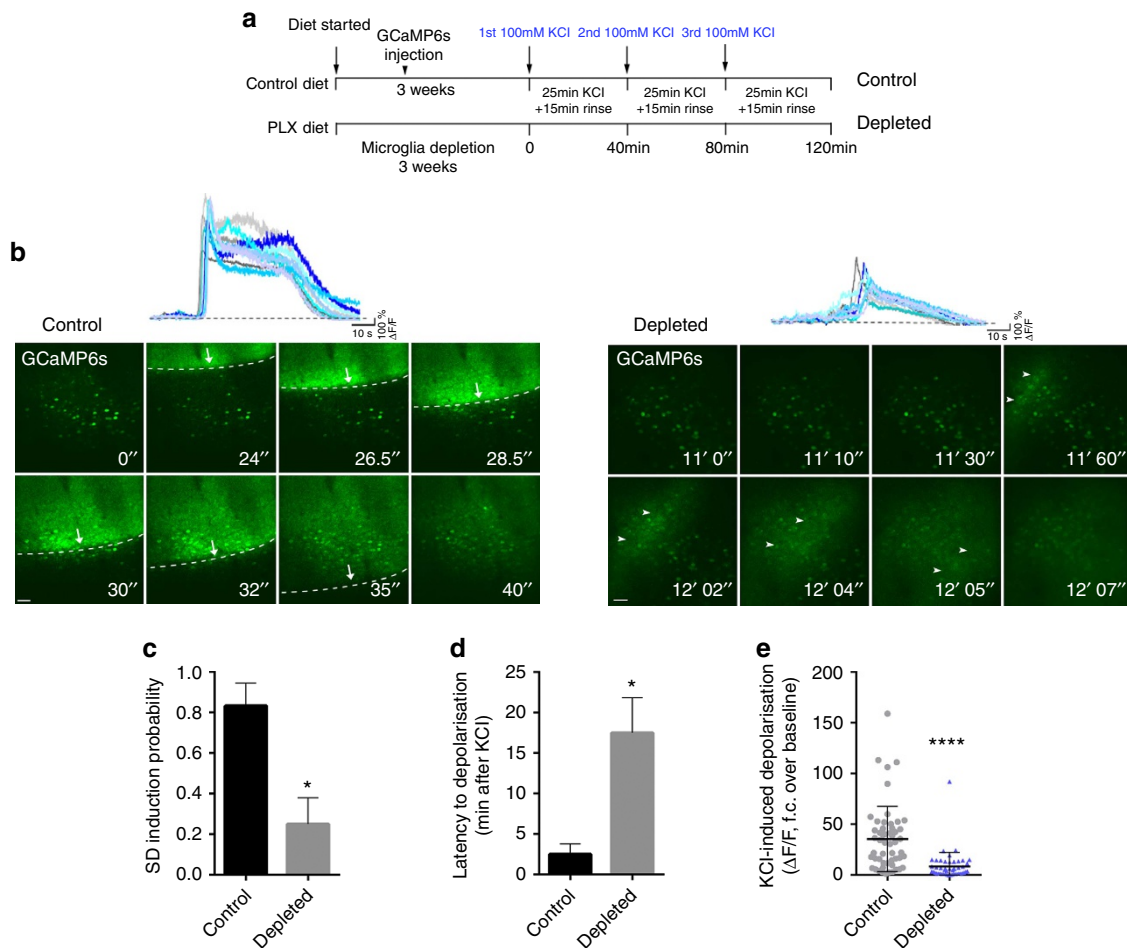 a
Diet started
GCaMP6s
injection
1st 100mM KCl
2nd 100mM KCl
3rd 100mM KCl
Control diet
3 weeks
25min KCl
+15min rinse
25min KCl
+15min rinse
25min KCl
+15min rinse
Control
PLX diet
Microglia depletion
3 weeks
0
40min
80min
120min
Depleted
b
Control
10 s
100 %
ΔF/F
GCaMP6s
0′′
24′′
26.5′′
28.5′′
30′′
32′′
35′′
40′′
Depleted
10 s
100 %
ΔF/F
GCaMP6s
11′ 0′′
11′ 10′′
11′ 30′′
11′ 60′′
12′ 02′′
12′ 04′′
12′ 05′′
12′ 07′′
c
SD induction probability
1.0
0.8
0.6
0.4
0.2
0.0
*
Control
Depleted
d
Latency to depolarisation
(min after KCl)
25
20
15
10
5
0
*
Control
Depleted
e
KCl-induced depolarisation
(ΔF/F, f.c. over baseline)
200
150
100
50
0
****
Control
Depleted